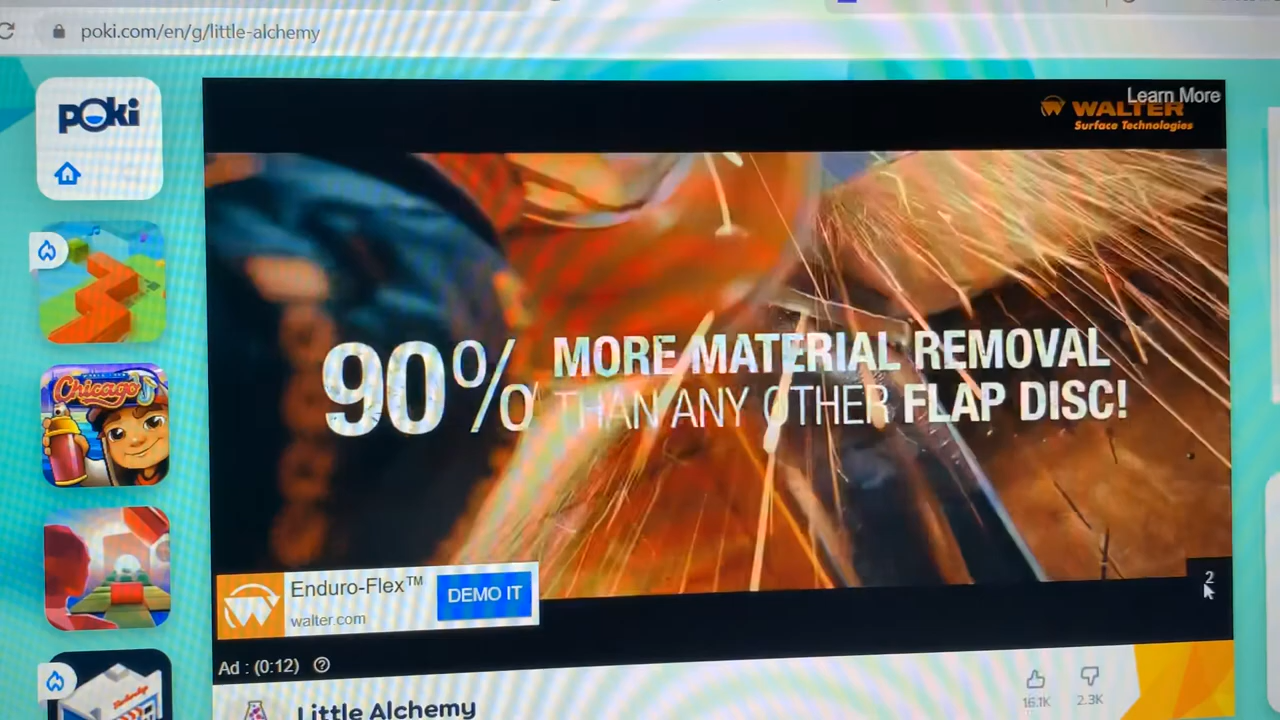 poki.com/en/g/little-alchemy
poki
Learn More
WALTER
Surface Technologies
Chicago
90% MORE MATERIAL REMOVAL
THAN ANY OTHER FLAP DISC!
Enduro-Flex™
walter.com
DEMO IT
2
Ad : (0:12)
Little Alchemy
16.1K
2.3K